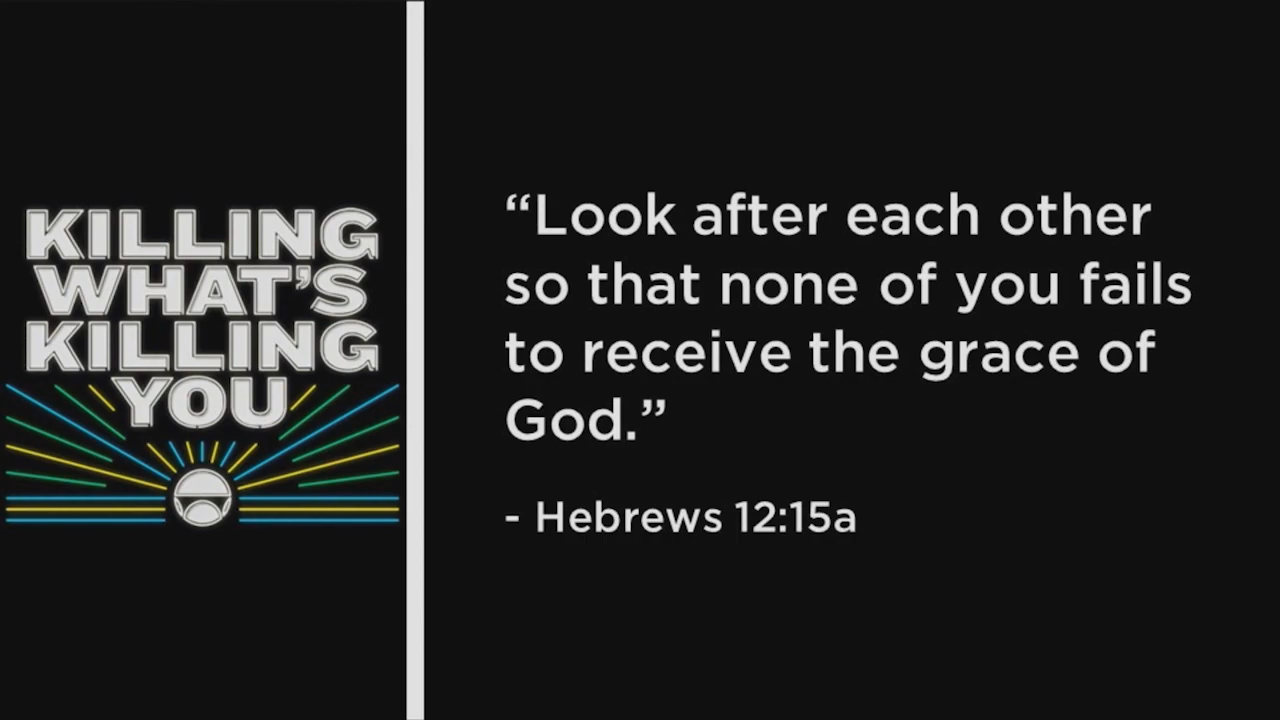 KILLING
WHAT’S
KILLING
YOU
“Look after each other
so that none of you fails
to receive the grace of
God.”
- Hebrews 12:15a